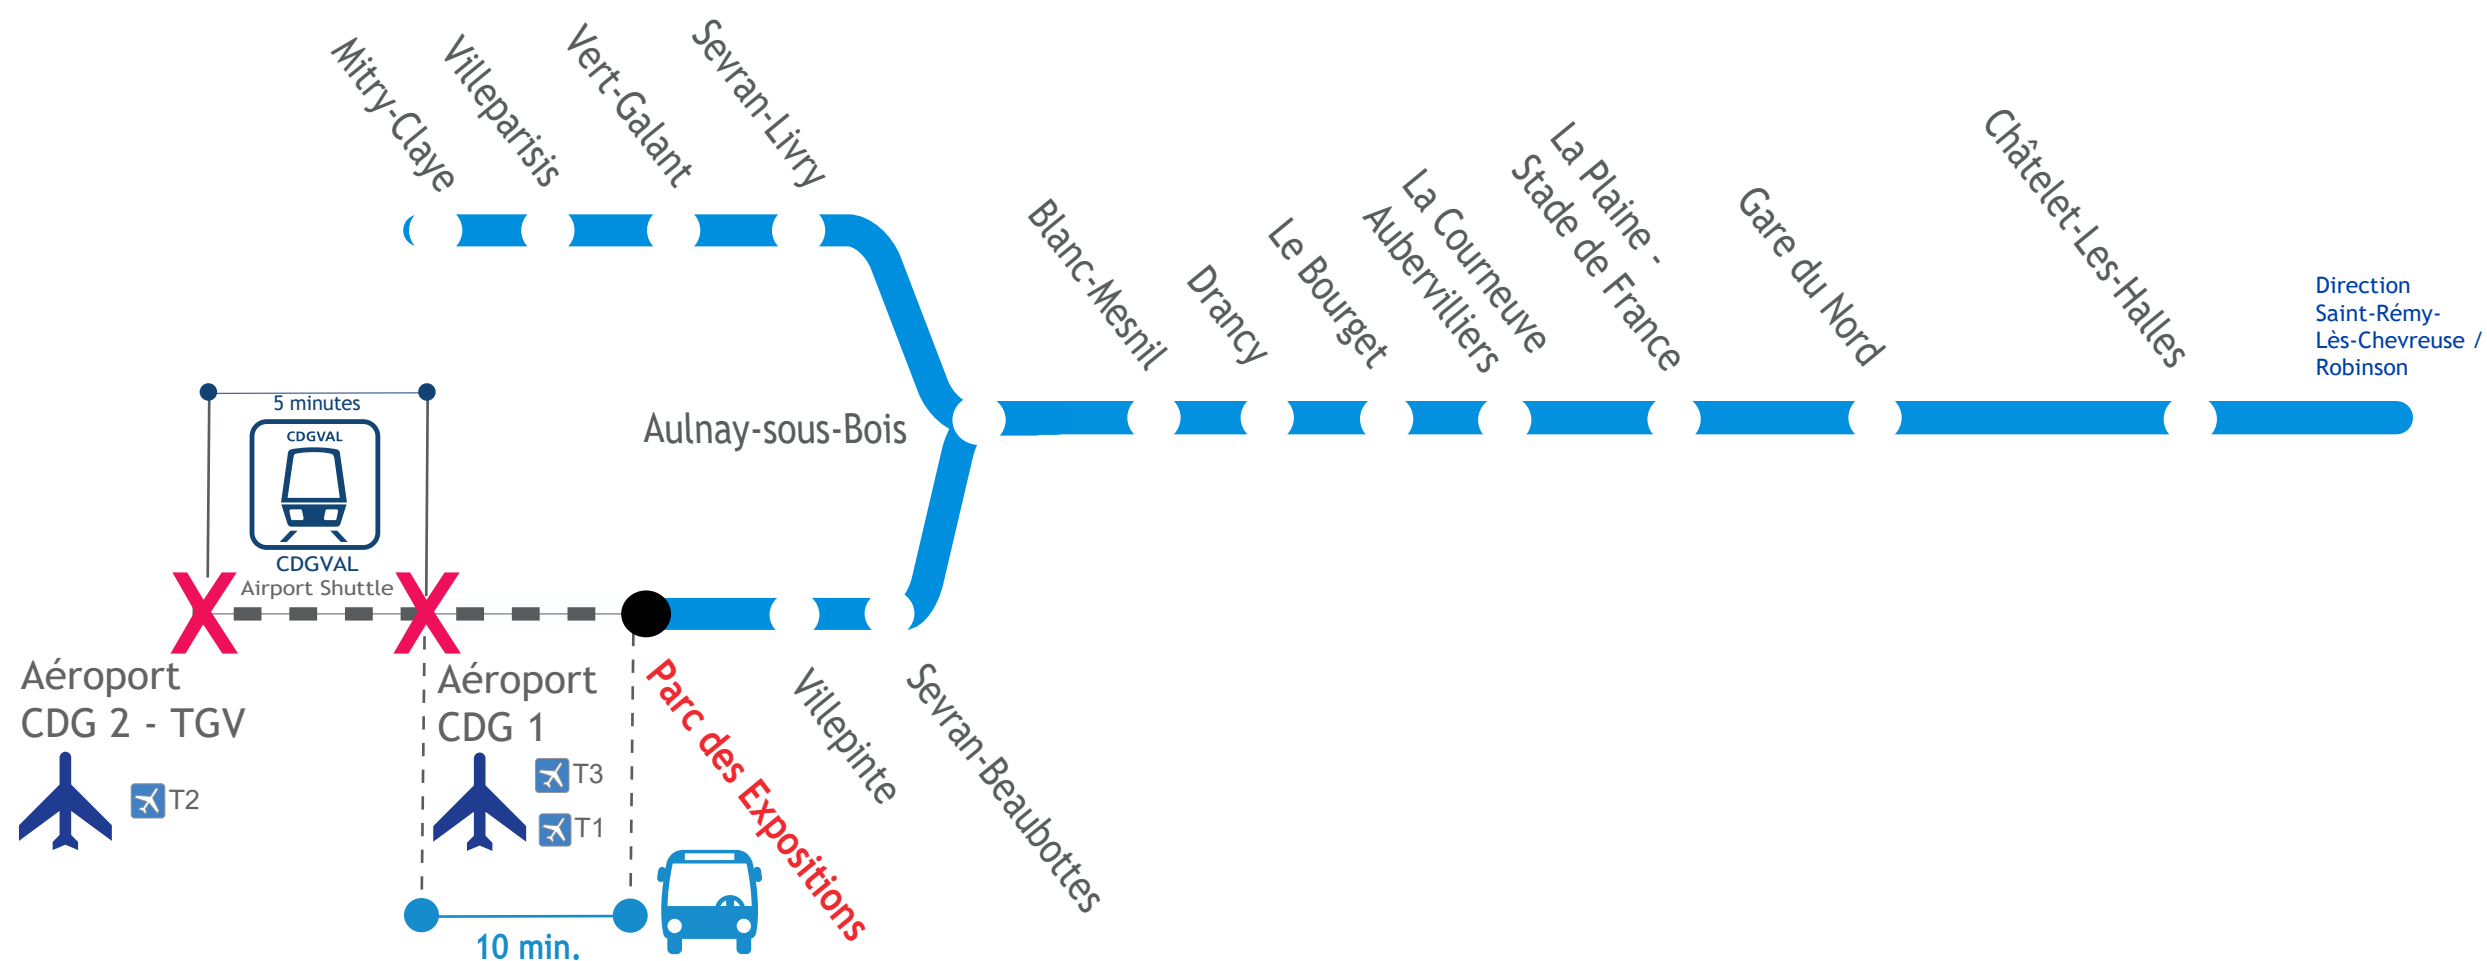 Mitry-Claye
Villeparisis
Vert-Galant
Sevran-Livry
Blanc-Mesnil
Drancy
Le Bourget
La Courneuve
Aubervilliers
La Plaine -
Stade de France
Gare du Nord
Châtelet-Les-Halles
Direction
Saint-Rémy-
Lès-Chevreuse /
Robinson
Aulnay-sous-Bois
5 minutes
CDGVAL
CDGVAL
Airport Shuttle
Aéroport
CDG 2 - TGV
T2
Aéroport
CDG 1
T3
T1
Parc des Expositions
Villepinte
Sevran-Beaubottes
10 min.